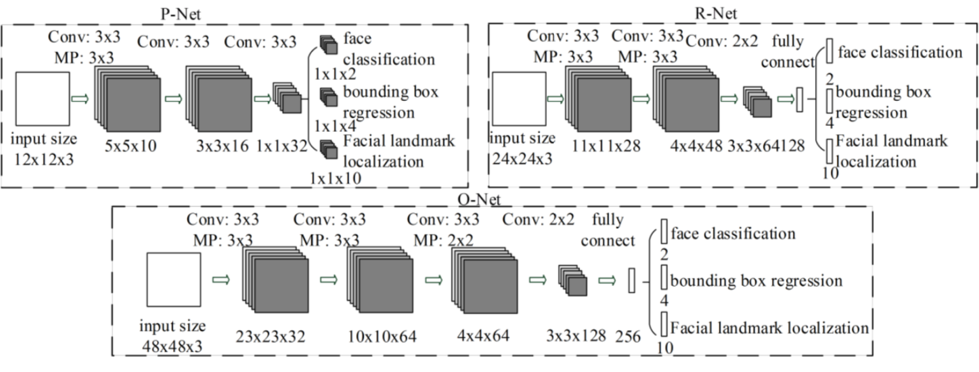 P-Net
Conv: 3x3
MP: 3x3
Conv: 3x3
Conv: 3x3
input size
12x12x3
5x5x10
3x3x16
1x1x32
face
classification
1x1x2
bounding box
regression
1x1x4
Facial landmark
localization
1x1x10
R-Net
Conv: 3x3
MP: 3x3
Conv: 3x3
MP: 3x3
Conv: 2x2
fully
connect
input size
24x24x3
11x11x28
4x4x48
3x3x64
128
face classification
2
bounding box
regression
4
Facial landmark
localization
10
O-Net
Conv: 3x3
MP: 3x3
Conv: 3x3
MP: 3x3
Conv: 3x3
MP: 2x2
Conv: 2x2
fully
connect
input size
48x48x3
23x23x32
10x10x64
4x4x64
3x3x128
256
face classification
2
bounding box regression
4
Facial landmark localization
10